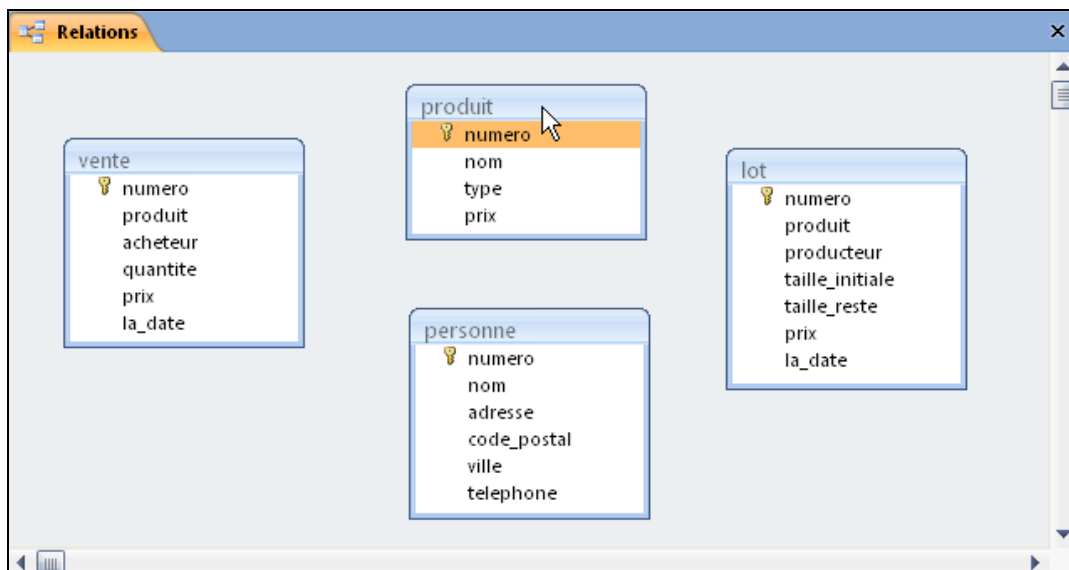 Relations
vente
numero
produit
acheteur
quantite
prix
la_date
produit
numero
nom
type
prix
personne
numero
nom
adresse
code_postal
ville
telephone
lot
numero
produit
producteur
taille_initiale
taille_reste
prix
la_date